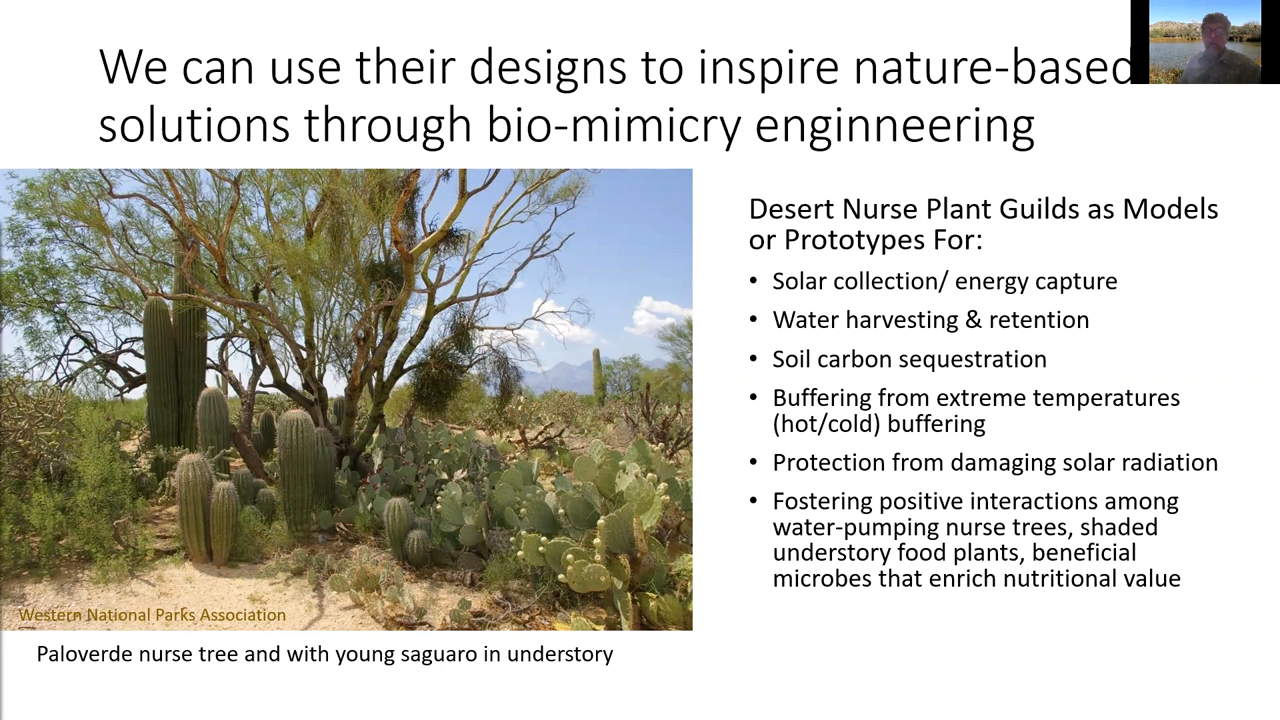 We can use their designs to inspire nature-based
solutions through bio-mimicry enginneering
Desert Nurse Plant Guilds as Models
or Prototypes For:
• Solar collection/ energy capture
• Water harvesting & retention
• Soil carbon sequestration
• Buffering from extreme temperatures
(hot/cold) buffering
• Protection from damaging solar radiation
• Fostering positive interactions among
water-pumping nurse trees, shaded
understory food plants, beneficial
microbes that enrich nutritional value
Western National Parks Association
Paloverde nurse tree and with young saguaro in understory